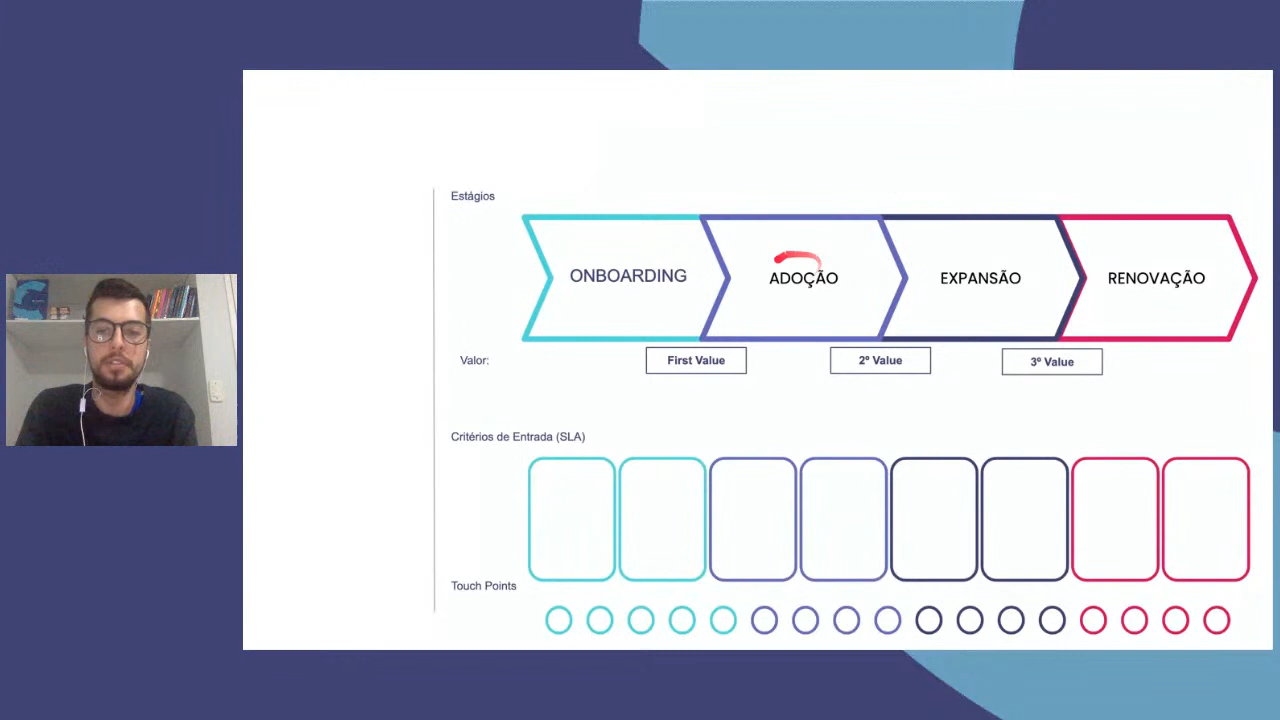 Estágios
ONBOARDING
ADOÇÃO
EXPANSÃO
RENOVAÇÃO
Valor:
First Value
2º Value
3º Value
Critérios de Entrada (SLA)
Touch Points